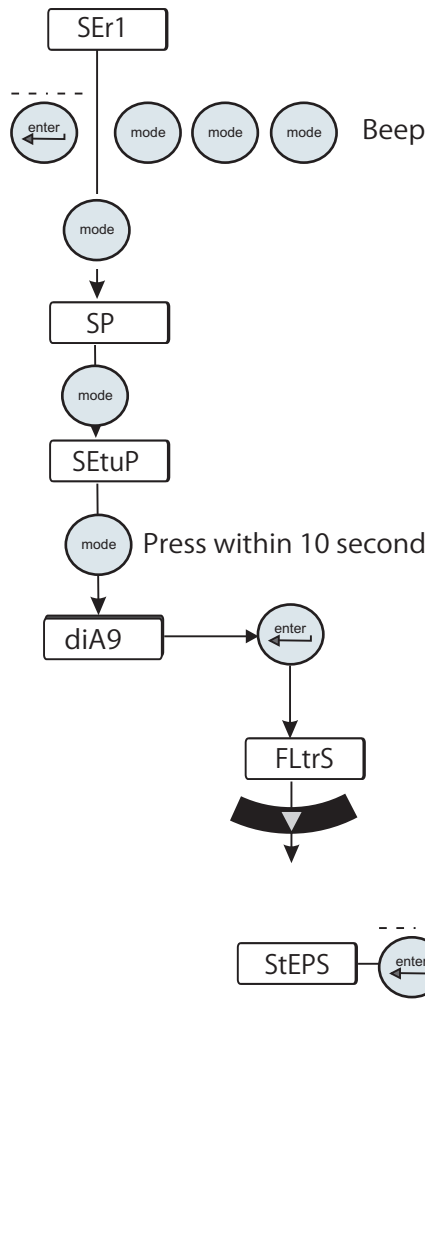 SEr1
enter mode mode mode Beep
mode
SP
mode
SEtuP
mode Press within 10 second
diA9
enter
FLtrS
StEPS enter